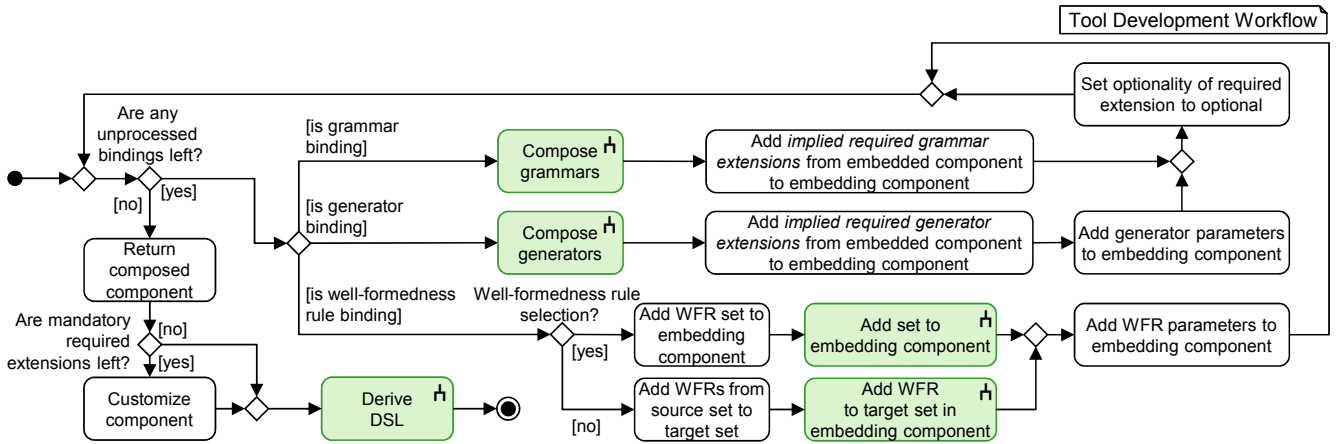 Tool Development Workflow
Are any
unprocessed
bindings left?
[yes]
[no]
[is grammar
binding]
Compose
grammars
Add implied required grammar
extensions from embedded component
to embedding component
Set optionality of required
extension to optional
[is generator
binding]
Compose
generators
Add implied required generator
extensions from embedded component
to embedding component
Add generator parameters
to embedding component
Return
composed
component
[is well-formedness
rule binding]
Well-formedness rule
selection?
[yes]
Add WFR set to
embedding
component
Add set to
embedding component
Add WFR parameters to
embedding component
[no]
Add WFRs from
source set to
target set
Add WFR
to target set in
embedding component
Are mandatory
required
extensions left?
[no]
[yes]
Customize
component
Derive
DSL